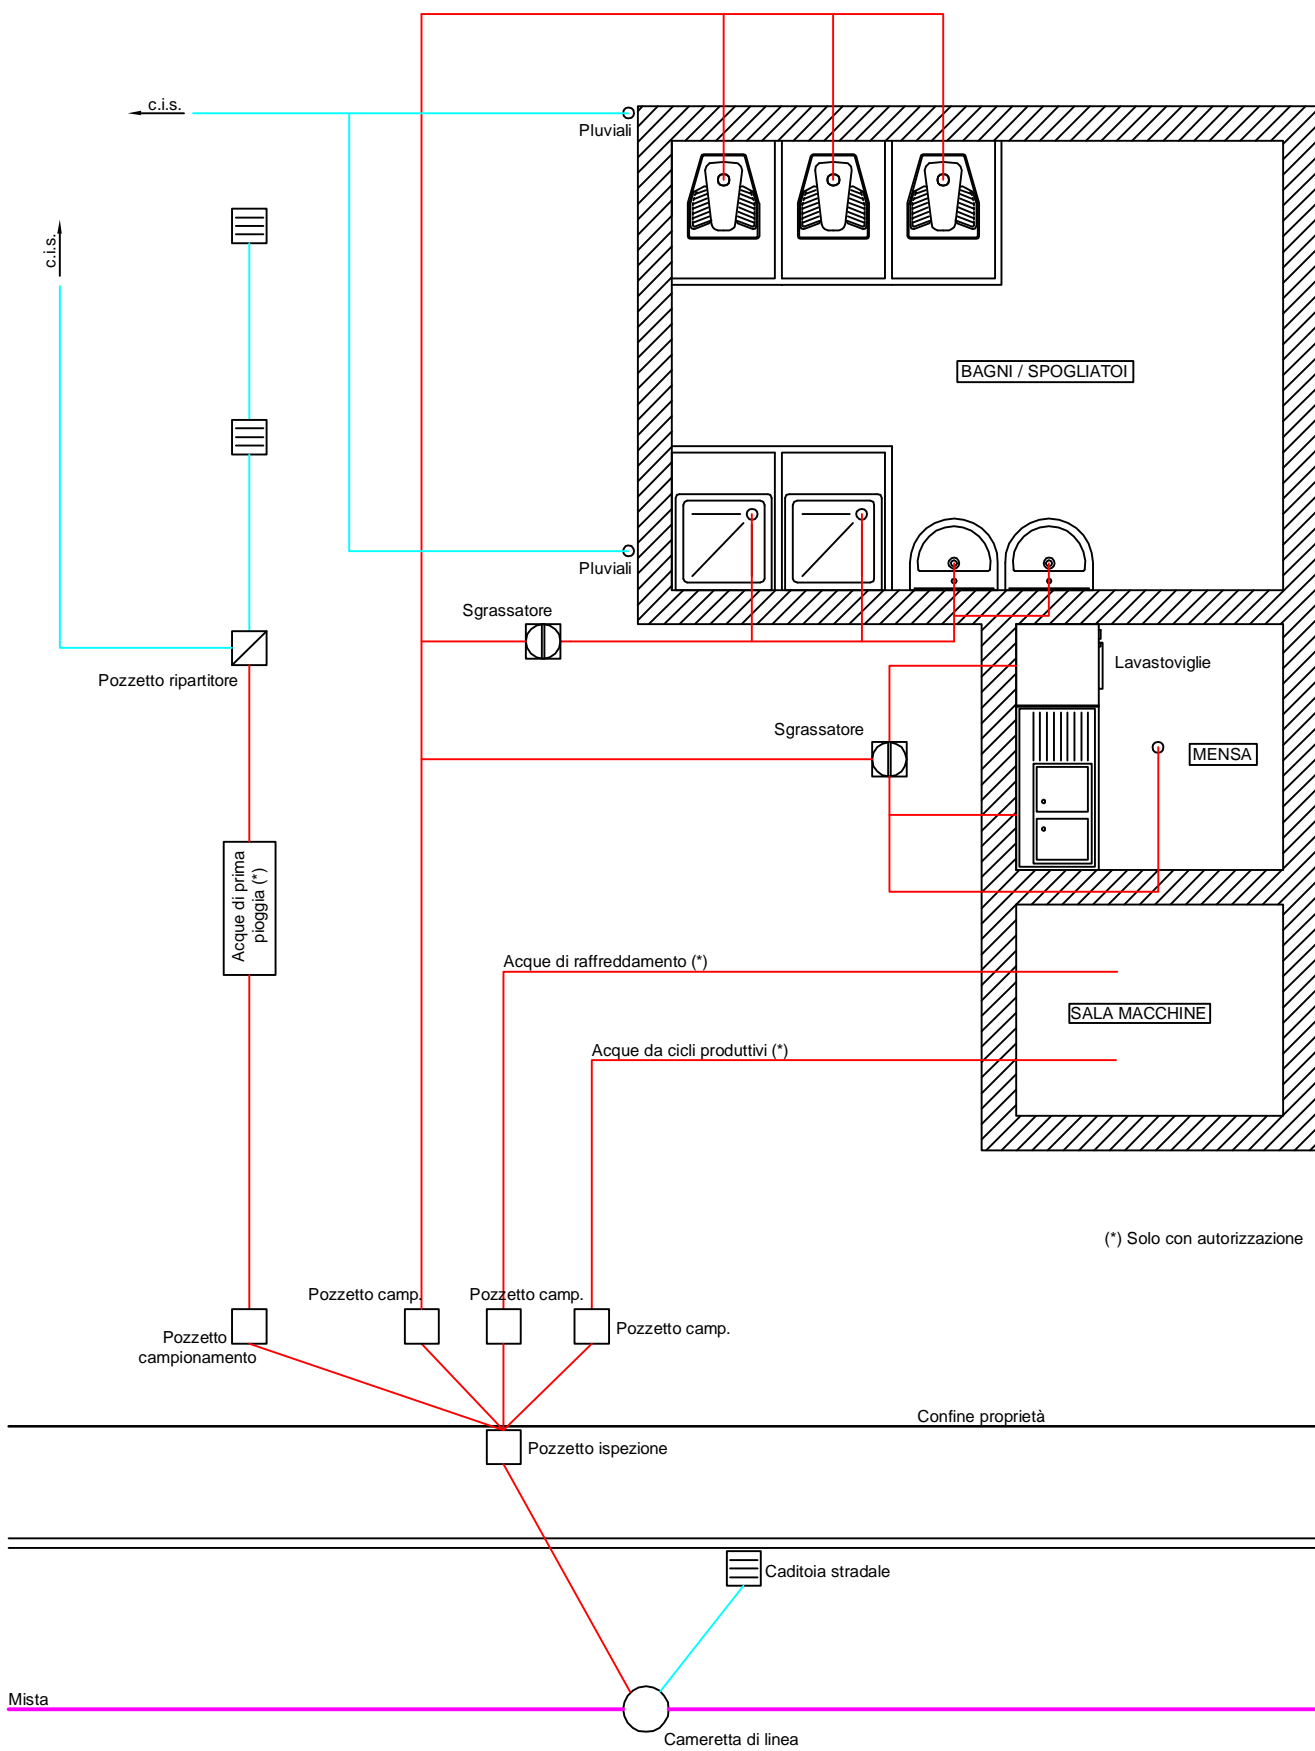 c.i.s.
Pluviali
c.i.s.
BAGNI / SPOGLIATOI
Pluviali
Sgrassatore
Pozzetto ripartitore
Lavastoviglie
Sgrassatore
MENSA
Acque di prima
pioggia (*)
Acque di raffreddamento (*)
SALA MACCHINE
Acque da cicli produttivi (*)
(*) Solo con autorizzazione
Pozzetto camp.
Pozzetto camp.
Pozzetto camp.
Pozzetto
campionamento
Confine proprietà
Pozzetto ispezione
Caditoia stradale
Mista
Cameretta di linea